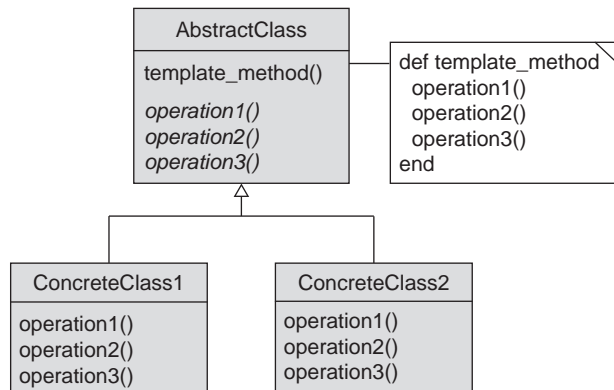 AbstractClass
template_method()
operation1()
operation2()
operation3()
def template_method
operation1()
operation2()
operation3()
end
ConcreteClass1
operation1()
operation2()
operation3()
ConcreteClass2
operation1()
operation2()
operation3()